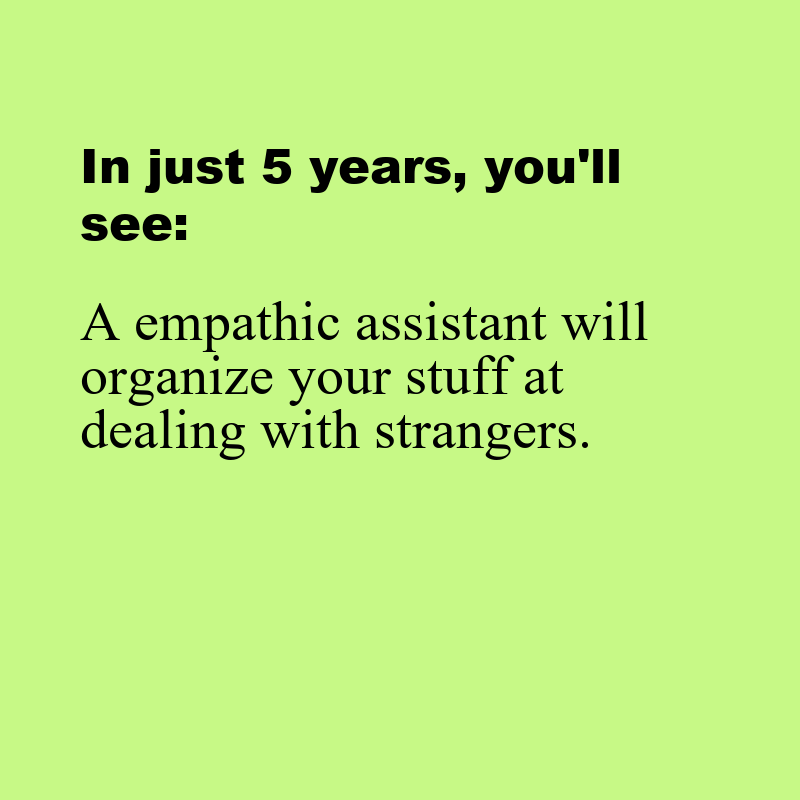 In just 5 years, you'll
see:
A empathic assistant will
organize your stuff at
dealing with strangers.